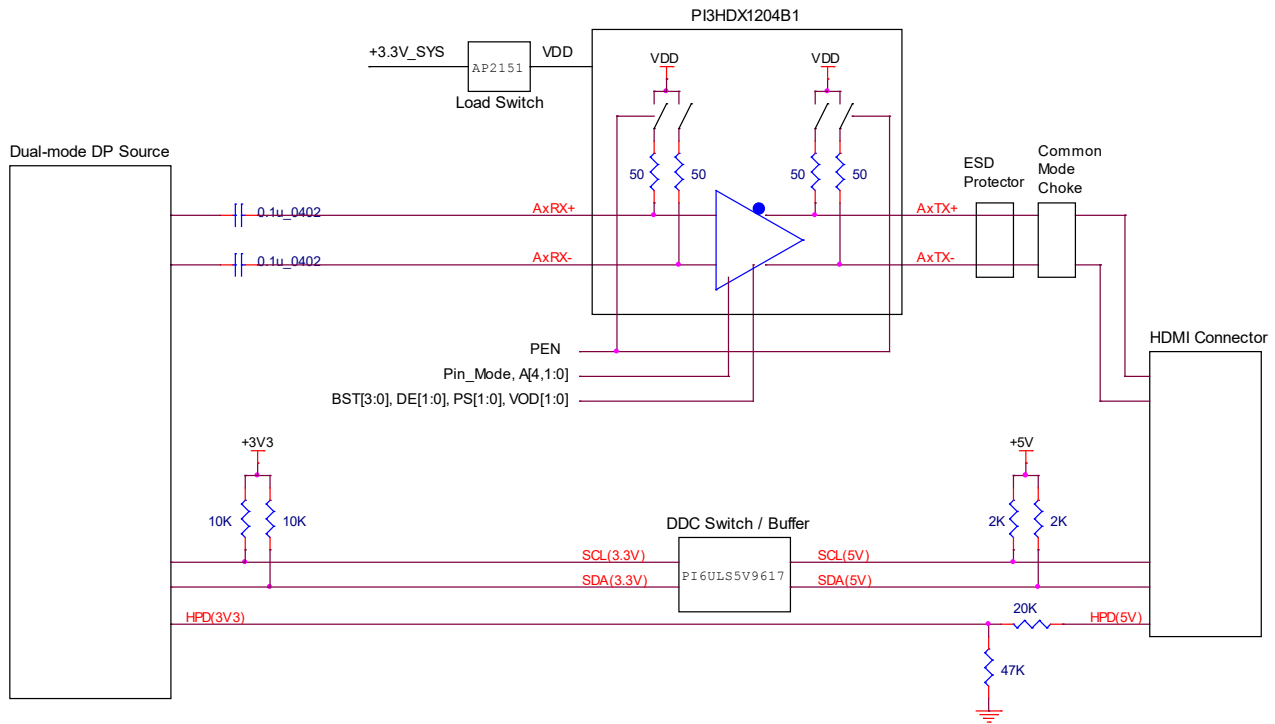 PI3HDX1204B1
+3.3V_SYS
VDD
AP2151
Load Switch
VDD
VDD
Dual-mode DP Source
50
50
50
50
ESD
Protector
Common
Mode
Choke
0.1u_0402
AxRX+
AxTX+
0.1u_0402
AxRX-
AxTX-
PEN
Pin_Mode, A[4,1:0]
BST[3:0], DE[1:0], PS[1:0], VOD[1:0]
HDMI Connector
+3V3
+5V
10K
10K
2K
2K
DDC Switch / Buffer
SCL(3.3V)
SCL(5V)
PI6ULS5V9617
SDA(3.3V)
SDA(5V)
HPD(3V3)
20K
HPD(5V)
47K